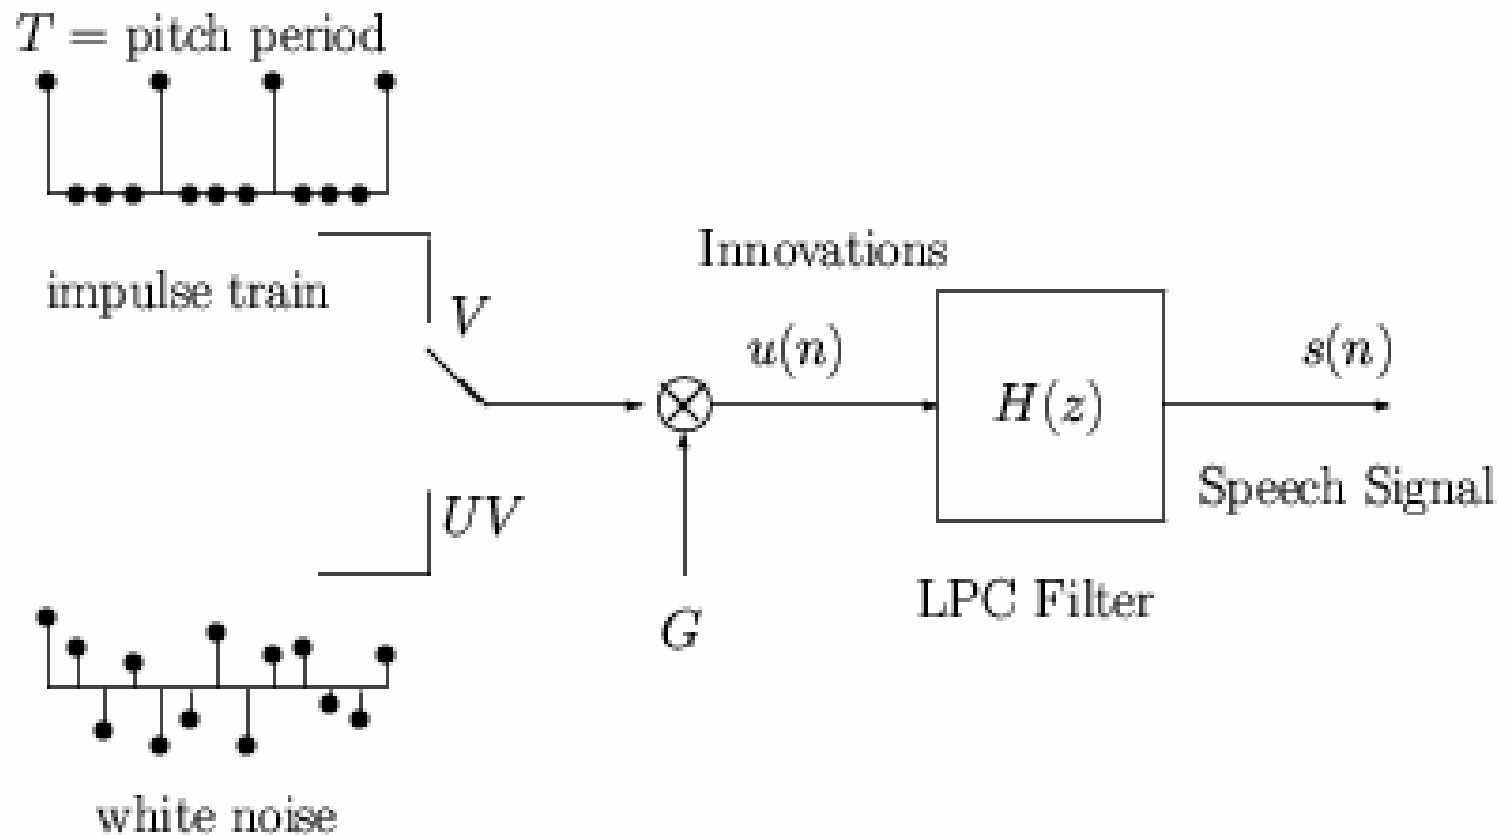 T = pitch period
impulse train
V
Innovations
u(n)
H(z)
s(n)
Speech Signal
UV
G
LPC Filter
white noise